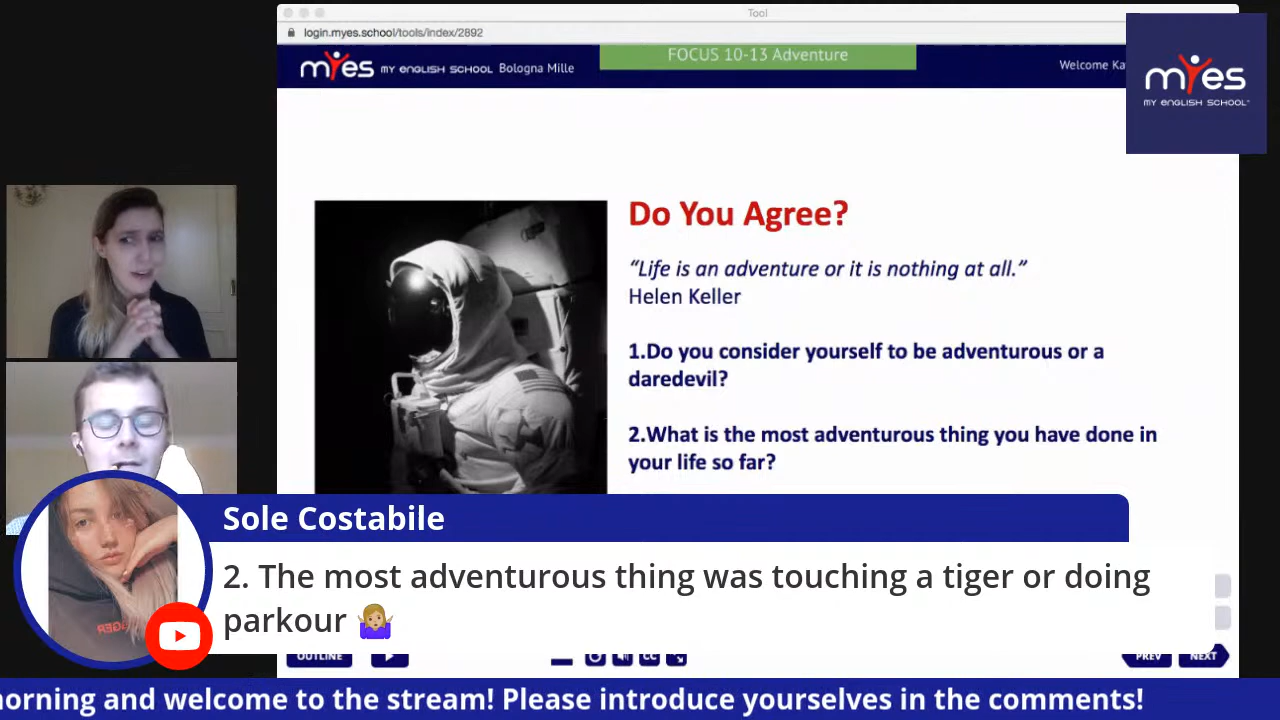 Tool
login.myes.school/tools/index/2892
myes MY ENGLISH SCHOOL Bologna Mille
FOCUS 10-13 Adventure
Welcome Ka
myes
MY ENGLISH SCHOOL
Do You Agree?
“Life is an adventure or it is nothing at all.”
Helen Keller
1.Do you consider yourself to be adventurous or a
daredevil?
2.What is the most adventurous thing you have done in
your life so far?
Sole Costabile
2. The most adventurous thing was touching a tiger or doing
parkour 🤷🏼‍♀️
OUTLINE
CC
PREV
NEXT
orning and welcome to the stream! Please introduce yourselves in the comments!